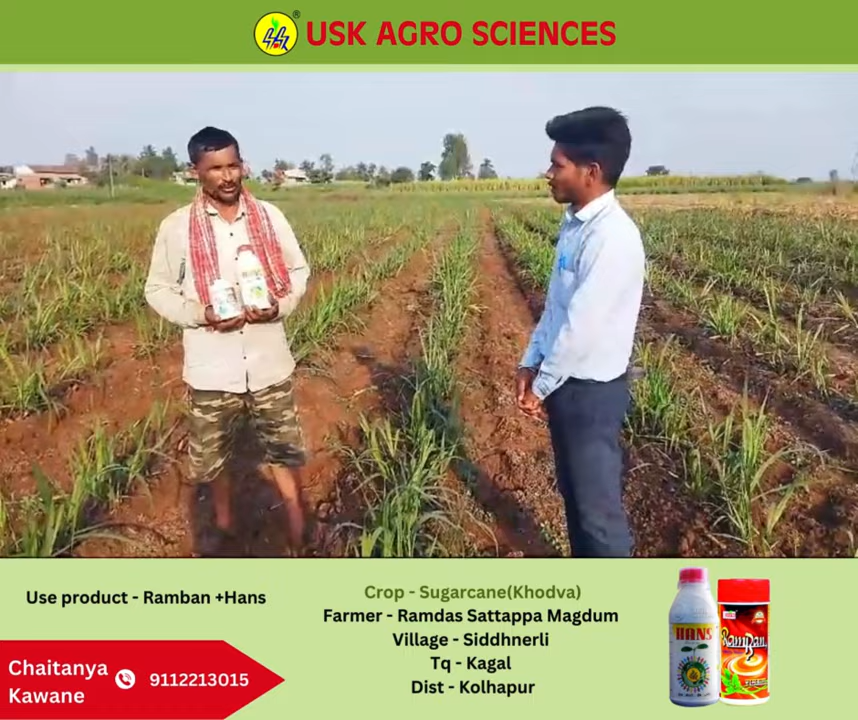 ®
USK AGRO SCIENCES
Use product - Ramban +Hans
Crop - Sugarcane(Khodva)
Farmer - Ramdas Sattappa Magdum
Village - Siddhnerli
Tq - Kagal
Dist - Kolhapur
Chaitanya
Kawane
9112213015
HANS
RamBan